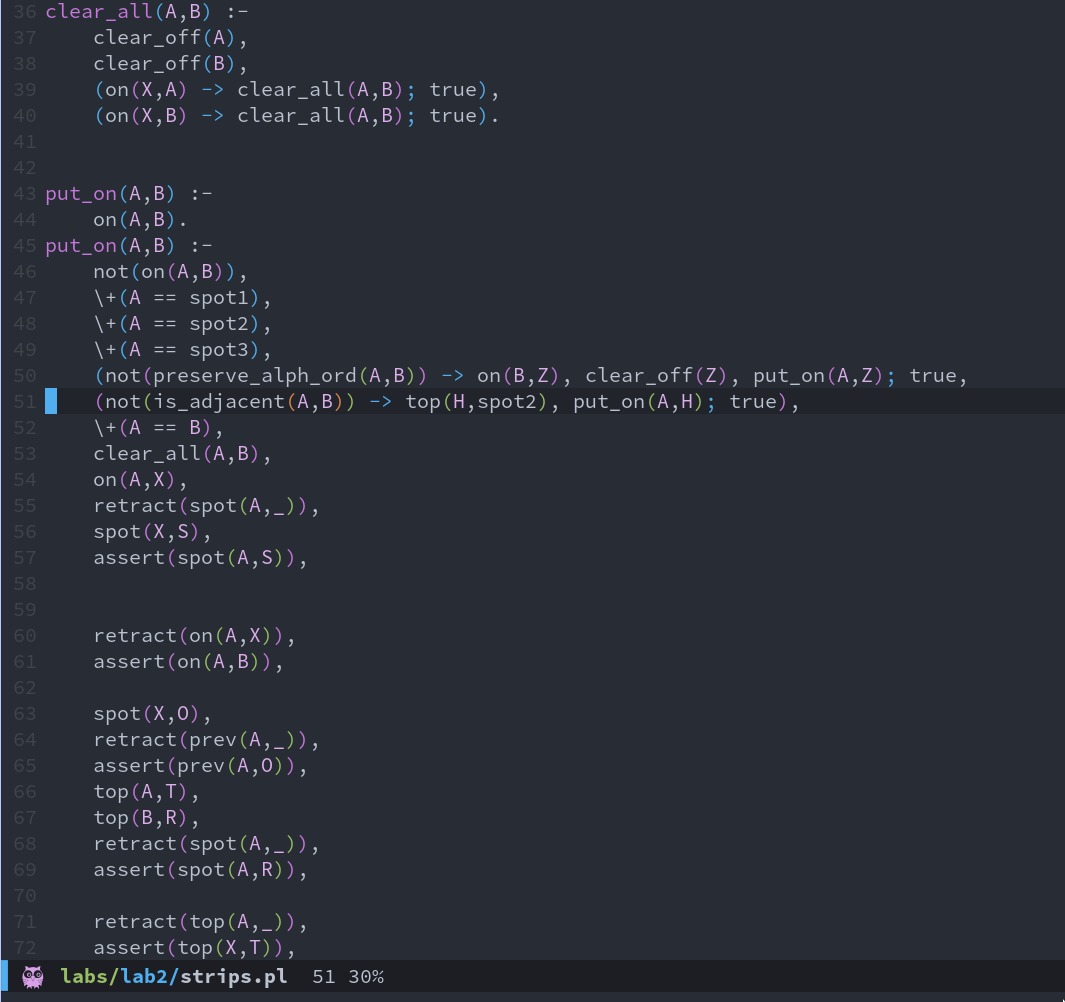 36 clear_all(A,B) :-
37     clear_off(A),
38     clear_off(B),
39     (on(X,A) -> clear_all(A,B); true),
40     (on(X,B) -> clear_all(A,B); true).
41
42
43 put_on(A,B) :-
44     on(A,B).
45 put_on(A,B) :-
46     not(on(A,B)),
47     \+(A == spot1),
48     \+(A == spot2),
49     \+(A == spot3),
50     (not(preserve_alph_ord(A,B)) -> on(B,Z), clear_off(Z), put_on(A,Z); true,
51     (not(is_adjacent(A,B)) -> top(H,spot2), put_on(A,H); true),
52     \+(A == B),
53     clear_all(A,B),
54     on(A,X),
55     retract(spot(A,_)),
56     spot(X,S),
57     assert(spot(A,S)),
58
59
60     retract(on(A,X)),
61     assert(on(A,B)),
62
63     spot(X,O),
64     retract(prev(A,_)),
65     assert(prev(A,O)),
66     top(A,T),
67     top(B,R),
68     retract(spot(A,_)),
69     assert(spot(A,R)),
70
71     retract(top(A,_)),
72     assert(top(X,T)),
labs/lab2/strips.pl 51 30%